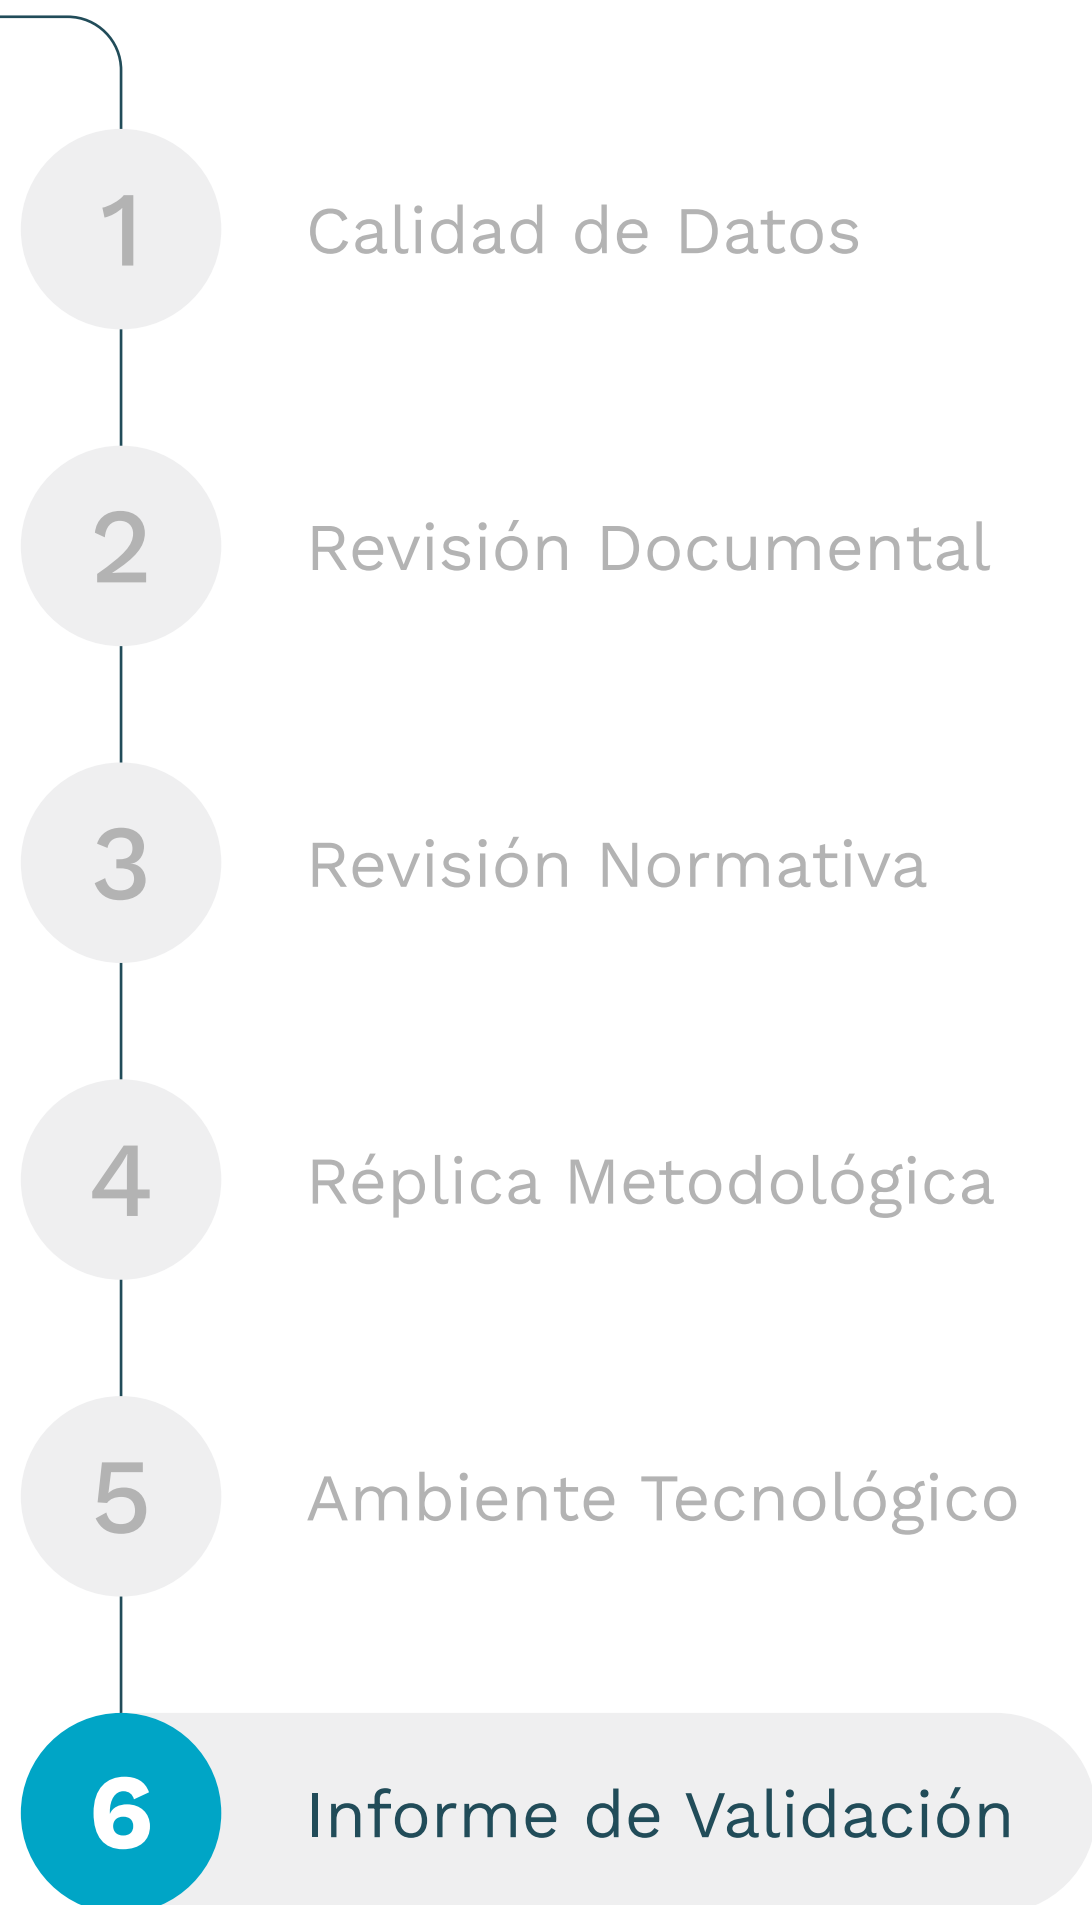 1 Calidad de Datos
2 Revisión Documental
3 Revisión Normativa
4 Réplica Metodológica
5 Ambiente Tecnológico
6 Informe de Validación